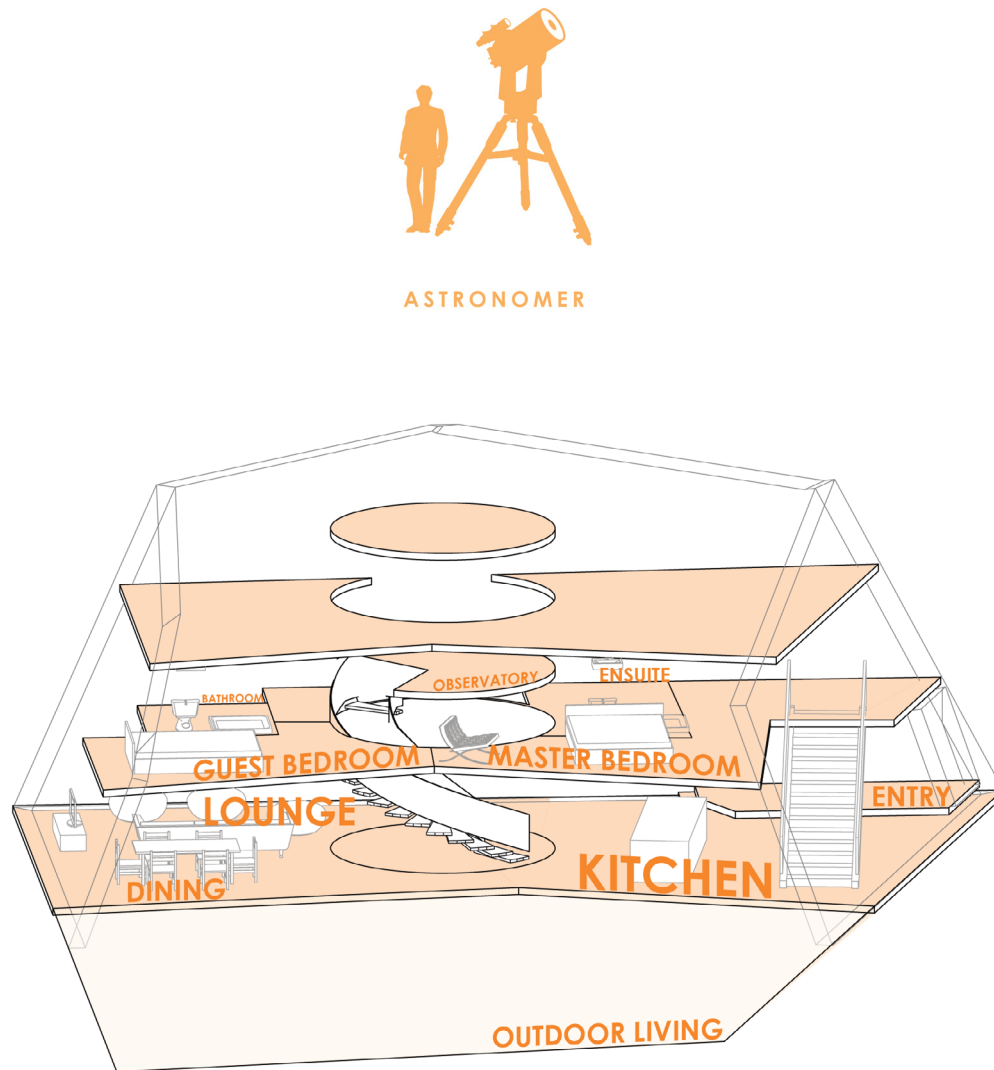 ASTRONOMER
ENSUITE
OBSERVATORY
BATHROOM
GUEST BEDROOM
MASTER BEDROOM
LOUNGE
ENTRY
DINING
KITCHEN
OUTDOOR LIVING